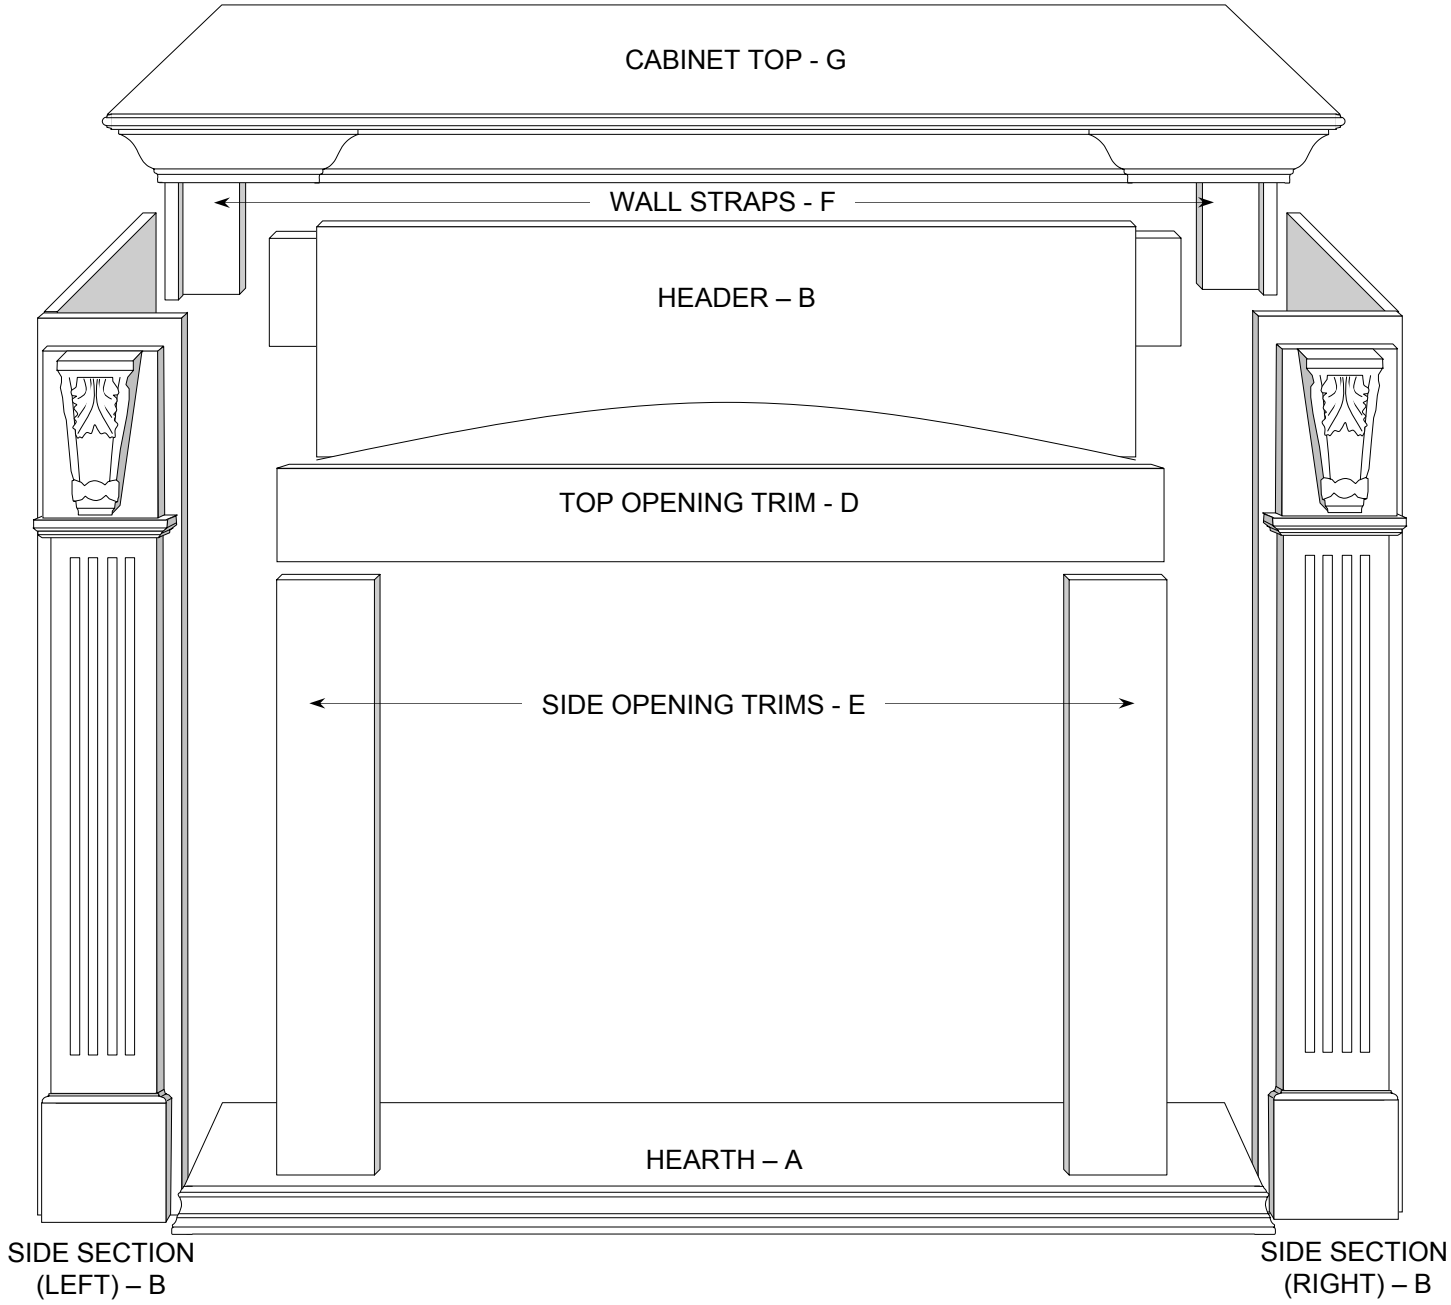 CABINET TOP - G
WALL STRAPS - F
HEADER – B
TOP OPENING TRIM - D
SIDE OPENING TRIMS - E
HEARTH – A
SIDE SECTION
(LEFT) – B
SIDE SECTION
(RIGHT) – B